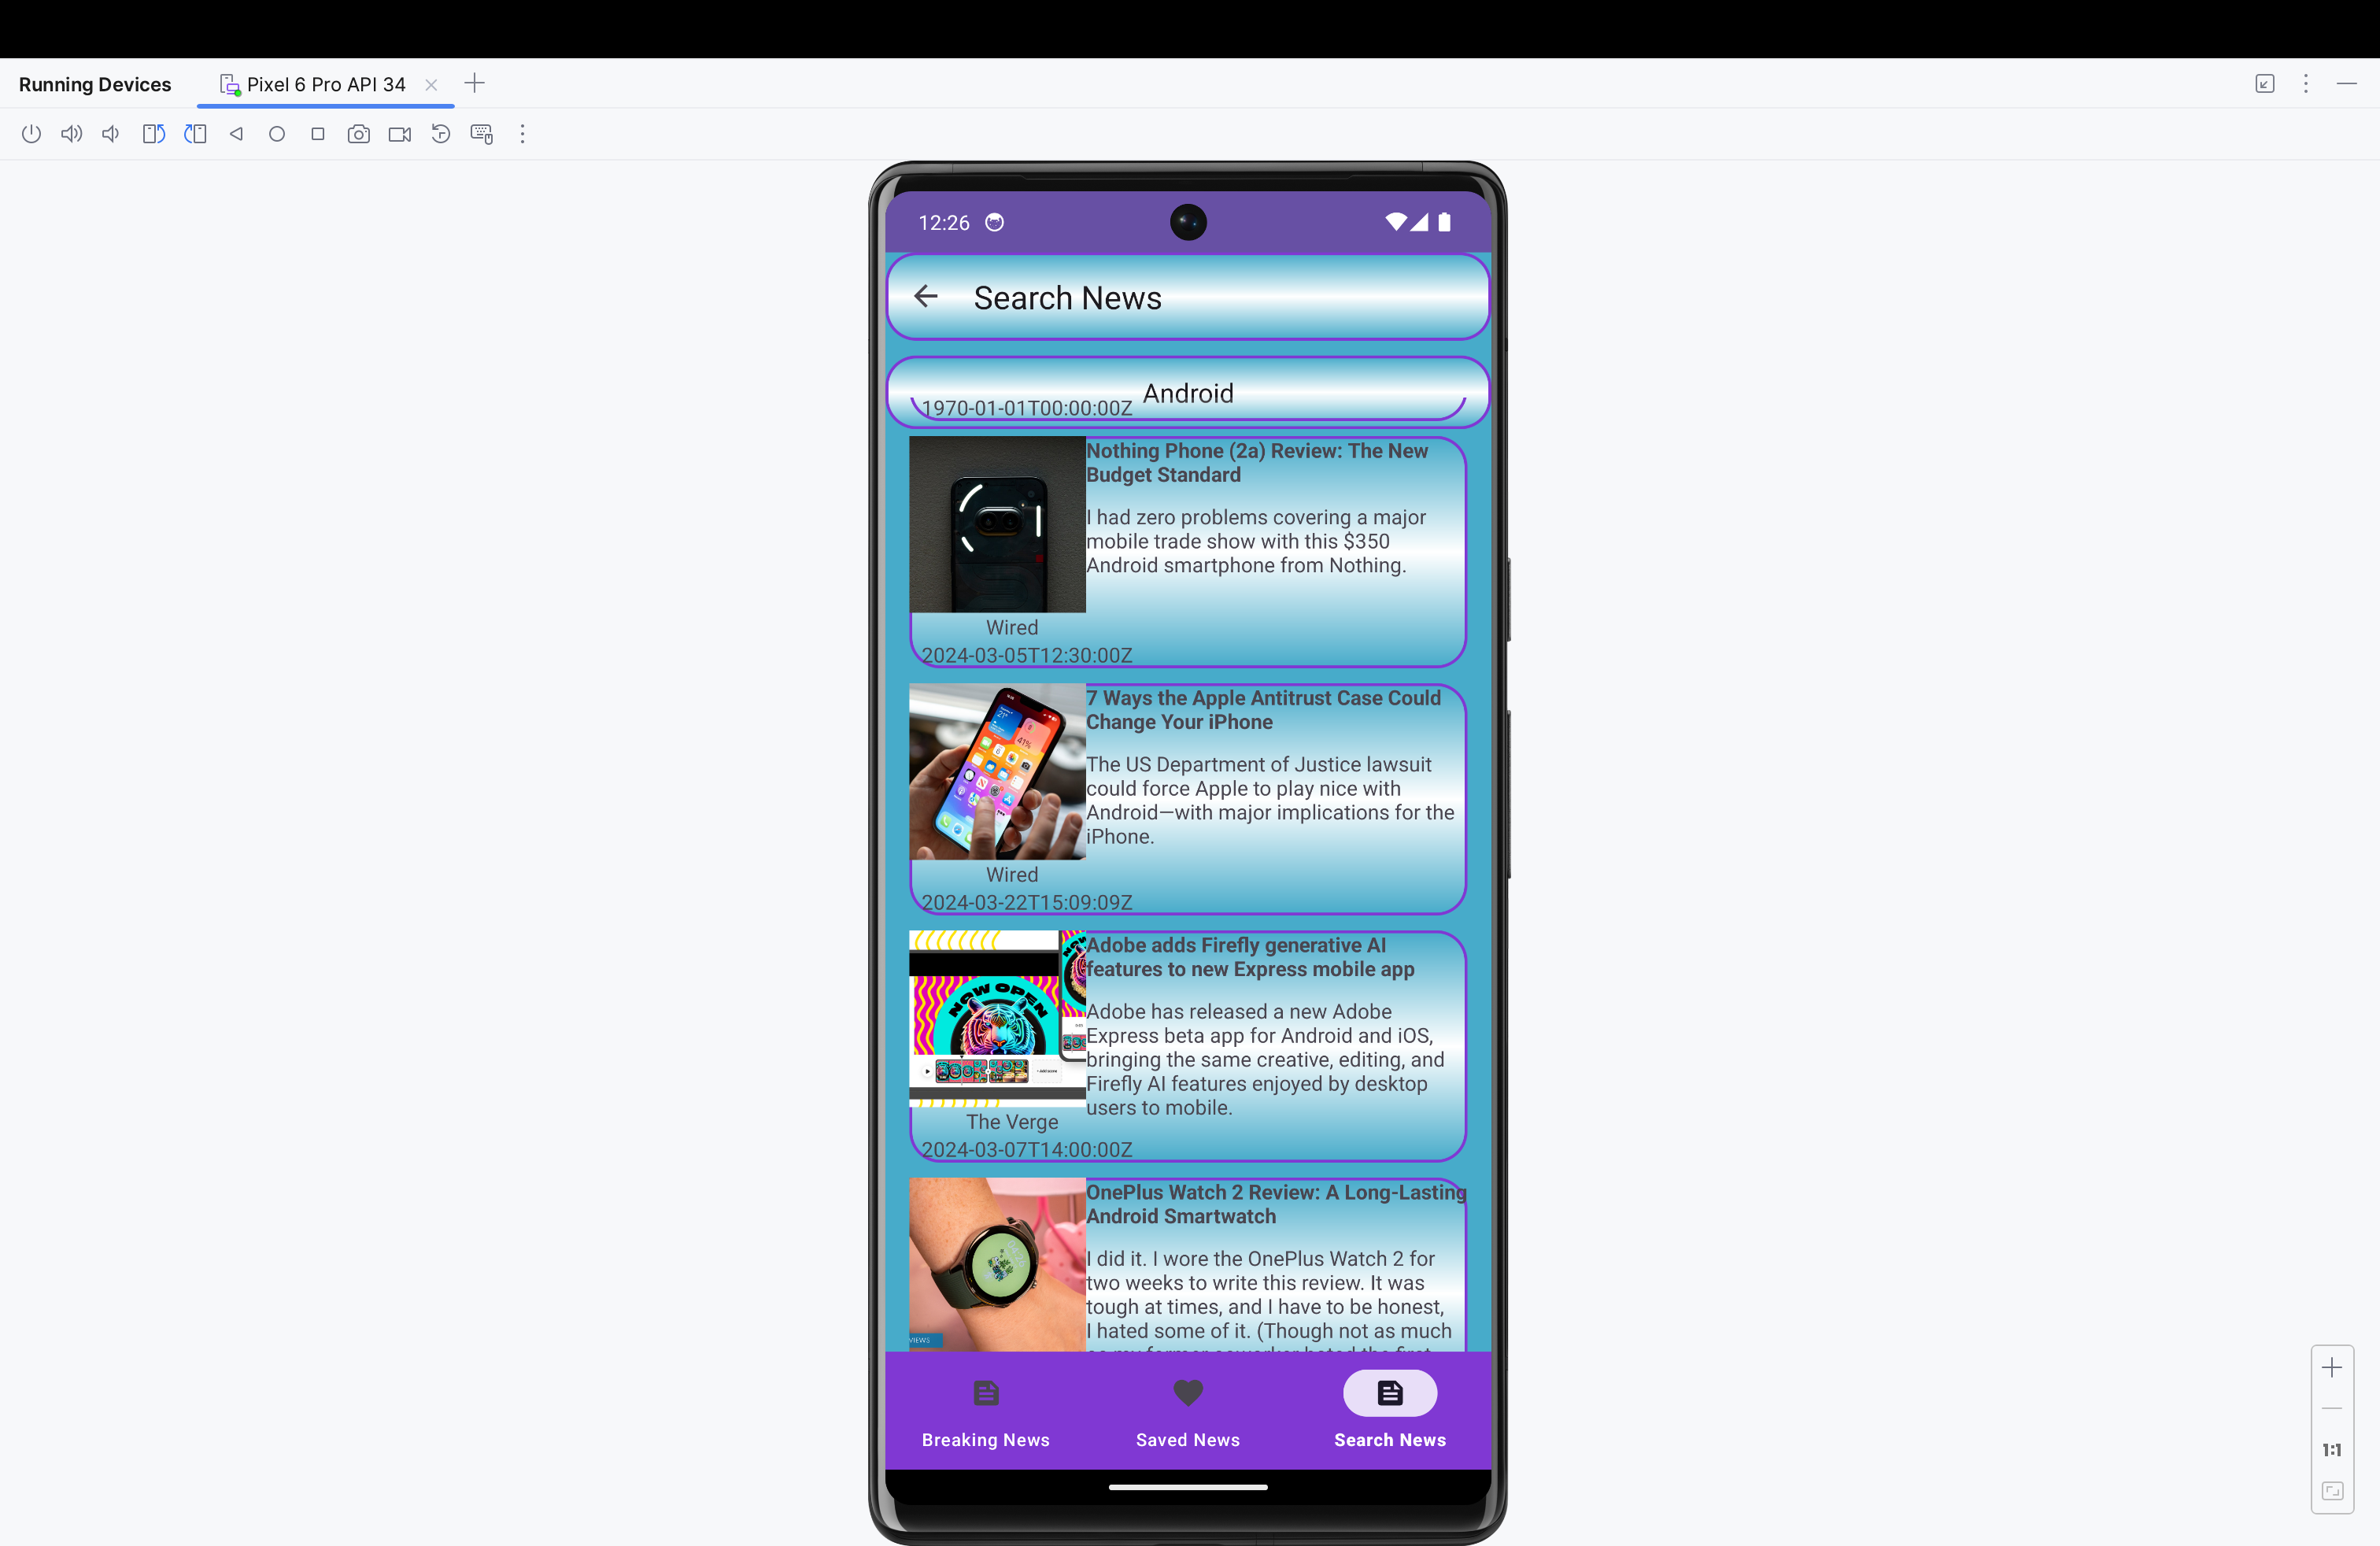 Running Devices
Pixel 6 Pro API 34
12:26
Search News
Android
1970-01-01T00:00:00Z
Nothing Phone (2a) Review: The New
Budget Standard
I had zero problems covering a major
mobile trade show with this $350
Android smartphone from Nothing.
Wired
2024-03-05T12:30:00Z
7 Ways the Apple Antitrust Case Could
Change Your iPhone
The US Department of Justice lawsuit
could force Apple to play nice with
Android—with major implications for the
iPhone.
41%
Wired
2024-03-22T15:09:09Z
Adobe adds Firefly generative AI
features to new Express mobile app
Adobe has released a new Adobe
Express beta app for Android and iOS,
bringing the same creative, editing, and
Firefly AI features enjoyed by desktop
users to mobile.
NOW OPEN
The Verge
2024-03-07T14:00:00Z
OnePlus Watch 2 Review: A Long-Lasting
Android Smartwatch
I did it. I wore the OnePlus Watch 2 for
two weeks to write this review. It was
tough at times, and I have to be honest,
I hated some of it. (Though not as much
VIEWS
Breaking News
Saved News
Search News
1:1